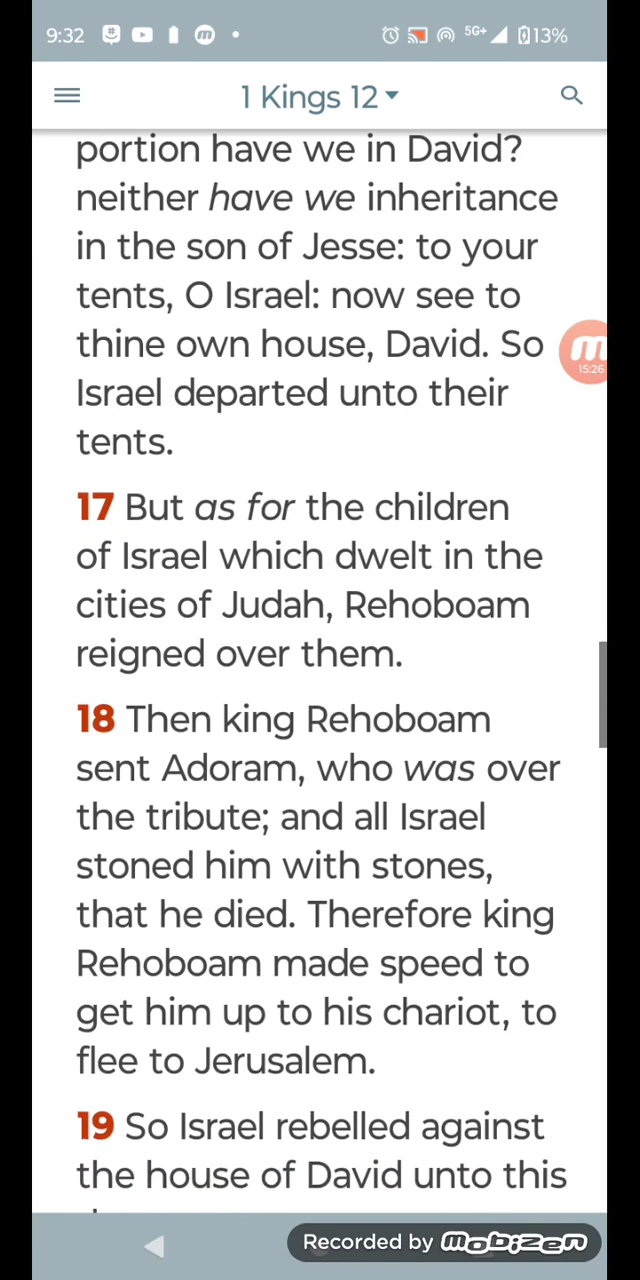 9:32 m 5G+ 13%
1 Kings 12
portion have we in David?
neither have we inheritance
in the son of Jesse: to your
tents, O Israel: now see to
thine own house, David. So
m
15:26
Israel departed unto their
tents.
17 But as for the children
of Israel which dwelt in the
cities of Judah, Rehoboam
reigned over them.
18 Then king Rehoboam
sent Adoram, who was over
the tribute; and all Israel
stoned him with stones,
that he died. Therefore king
Rehoboam made speed to
get him up to his chariot, to
flee to Jerusalem.
19 So Israel rebelled against
the house of David unto this
Recorded by mobizen